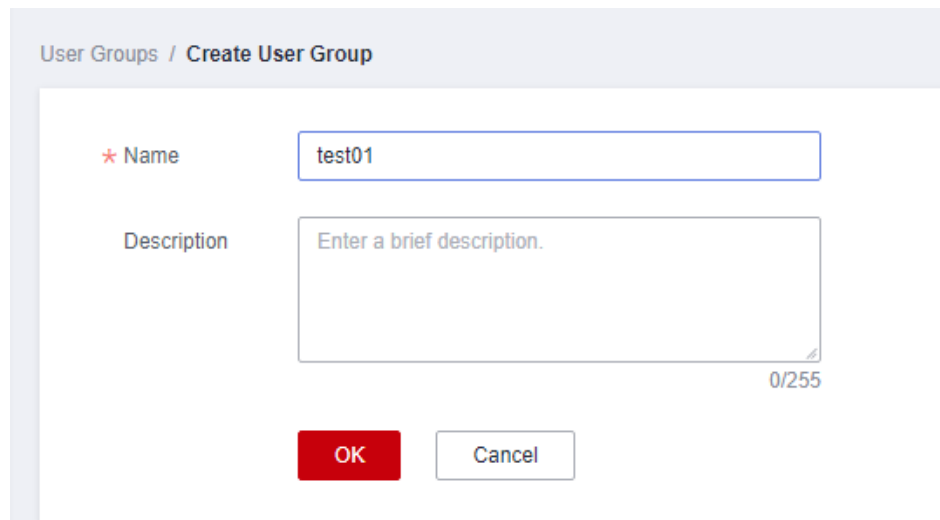 User Groups / Create User Group
* Name test01
Description Enter a brief description.
0/255
OK Cancel